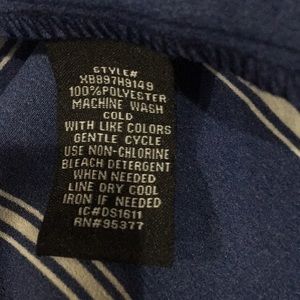 STYLE#
XB897H9149
100%POLYESTER
MACHINE WASH
COLD
WITH LIKE COLORS
GENTLE CYCLE
USE NON-CHLORINE
BLEACH DETERGENT
WHEN NEEDED
LINE DRY COOL
IRON IF NEEDED
IC#DS1611
RN#95377